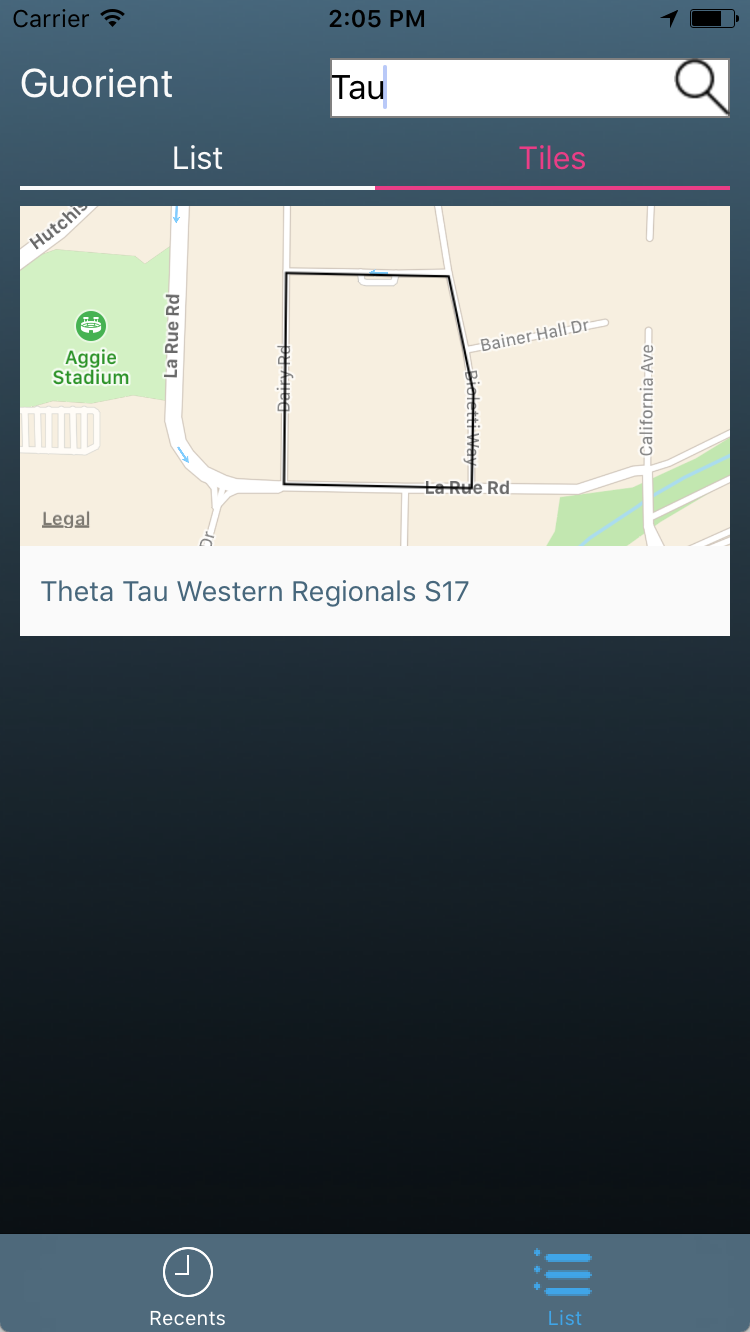 Carrier 2:05 PM
Guorient
Tau
List Tiles
Hutchis
La Rue Rd
Aggie
Stadium
Dairy Rd
Bainer Hall Dr
Bioletti Way
California Ave
La Rue Rd
Dr
Legal
Theta Tau Western Regionals S17
Recents List